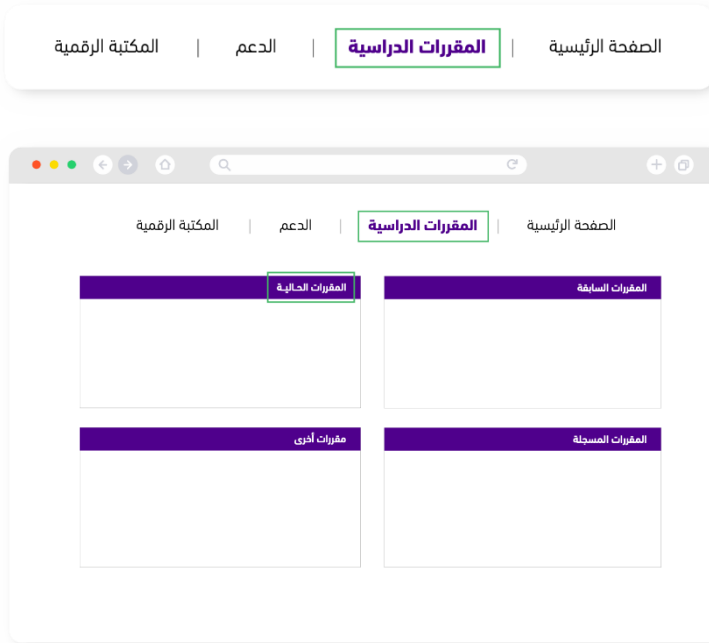 الصفحة الرئيسية | المقررات الدراسية | الدعم | المكتبة الرقمية
الصفحة الرئيسية | المقررات الدراسية | الدعم | المكتبة الرقمية
المقررات السابقة
المقررات الحـاليـة
المقررات المسجلة
مقررات أخرى